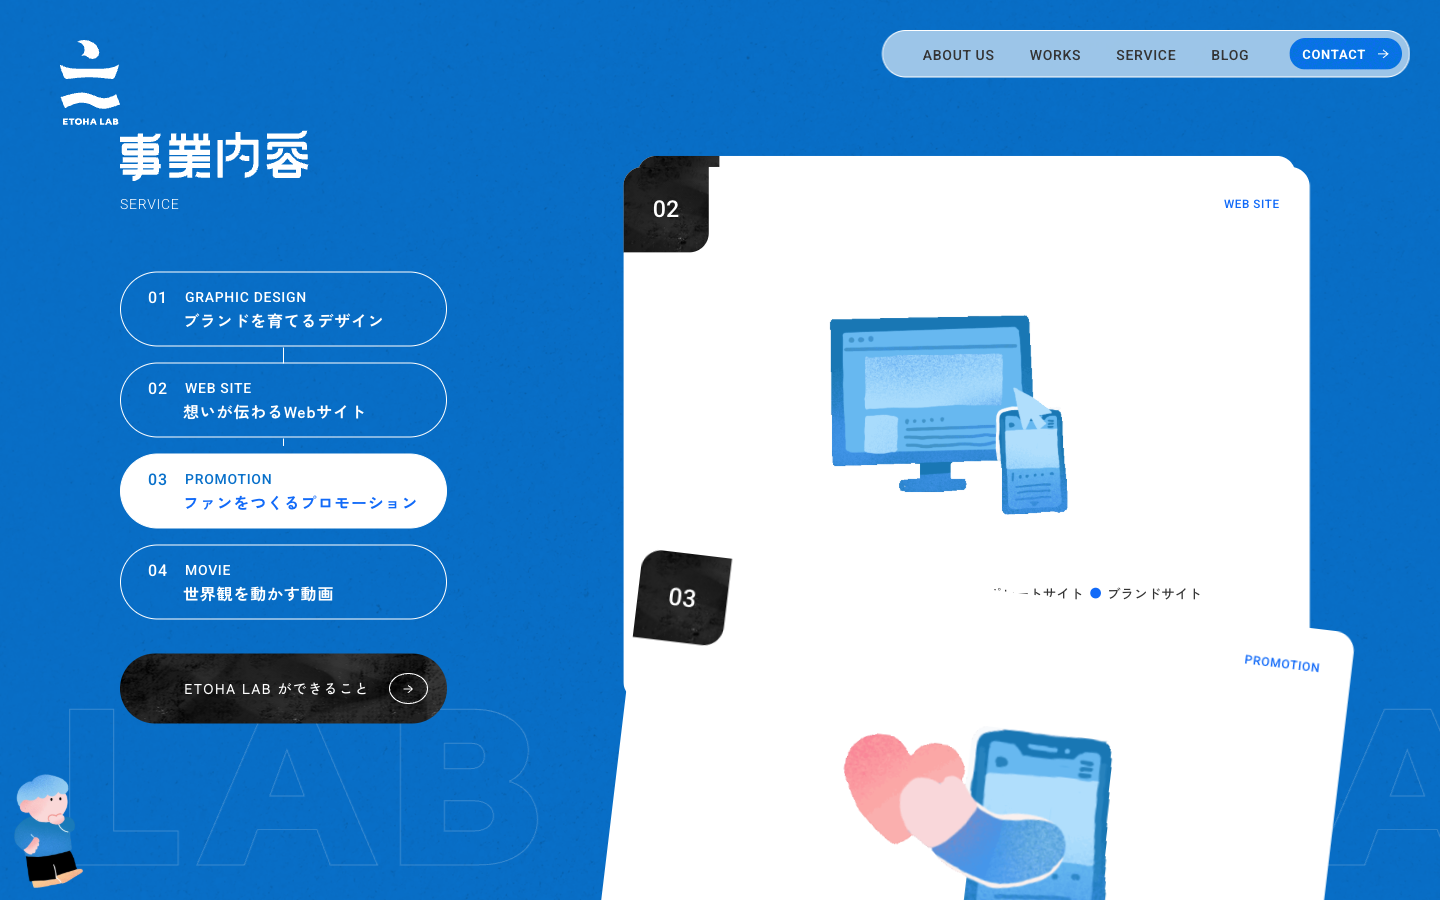 ETOHA LAB
ABOUT US WORKS SERVICE BLOG CONTACT
事業内容
SERVICE
01 GRAPHIC DESIGN
ブランドを育てるデザイン
02 WEB SITE
想いが伝わるWebサイト
03 PROMOTION
ファンをつくるプロモーション
04 MOVIE
世界観を動かす動画
ETOHA LAB ができること
02
WEB SITE
トサイト ブランドサイト
03
PROMOTION
LAB
A